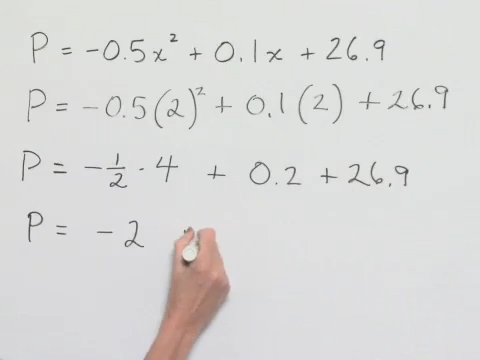 P = -0.5x² + 0.1x + 26.9
P = -0.5(2)² + 0.1(2) + 26.9
P = -½ · 4 + 0.2 + 26.9
P = -2